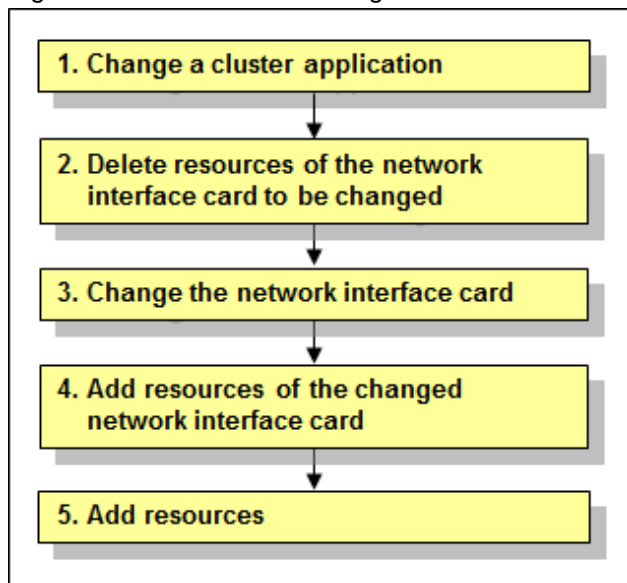 1. Change a cluster application
2. Delete resources of the network
interface card to be changed
3. Change the network interface card
4. Add resources of the changed
network interface card
5. Add resources